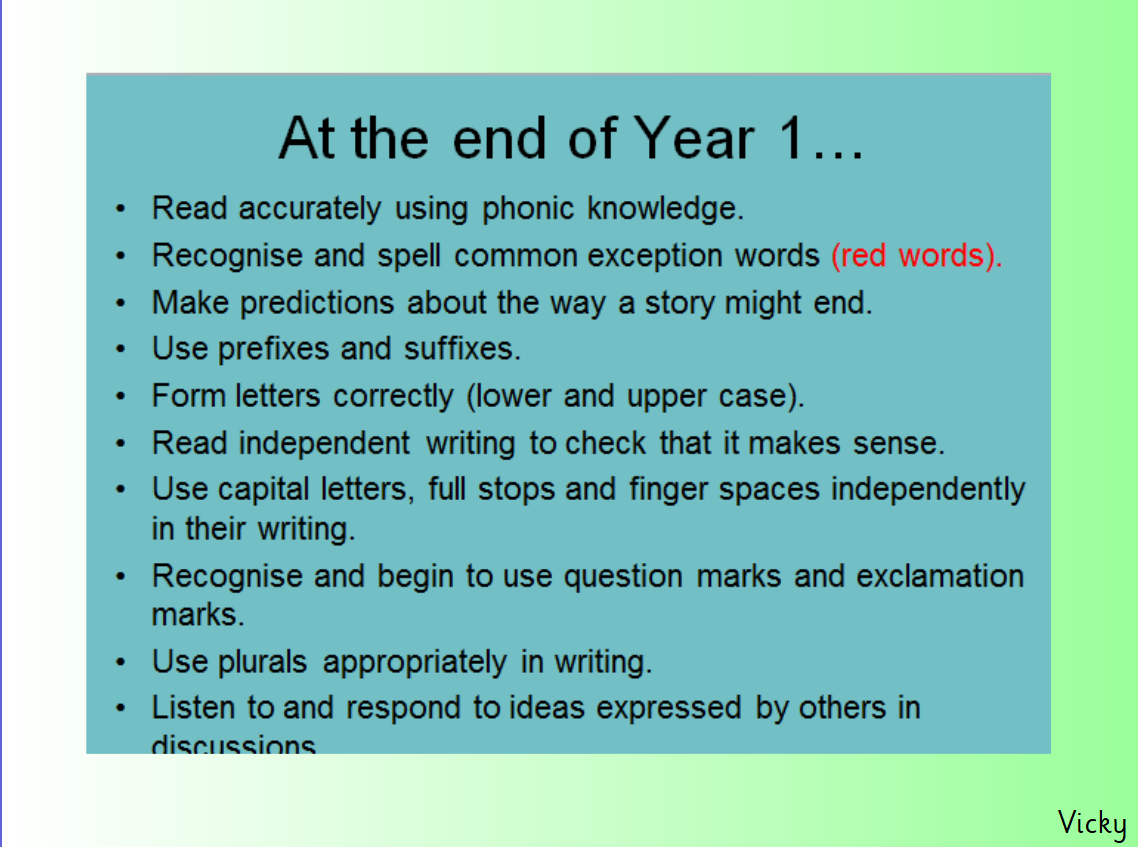 At the end of Year 1...
• Read accurately using phonic knowledge.
• Recognise and spell common exception words (red words).
• Make predictions about the way a story might end.
• Use prefixes and suffixes.
• Form letters correctly (lower and upper case).
• Read independent writing to check that it makes sense.
• Use capital letters, full stops and finger spaces independently
in their writing.
• Recognise and begin to use question marks and exclamation
marks.
• Use plurals appropriately in writing.
• Listen to and respond to ideas expressed by others in
discussions
Vicky